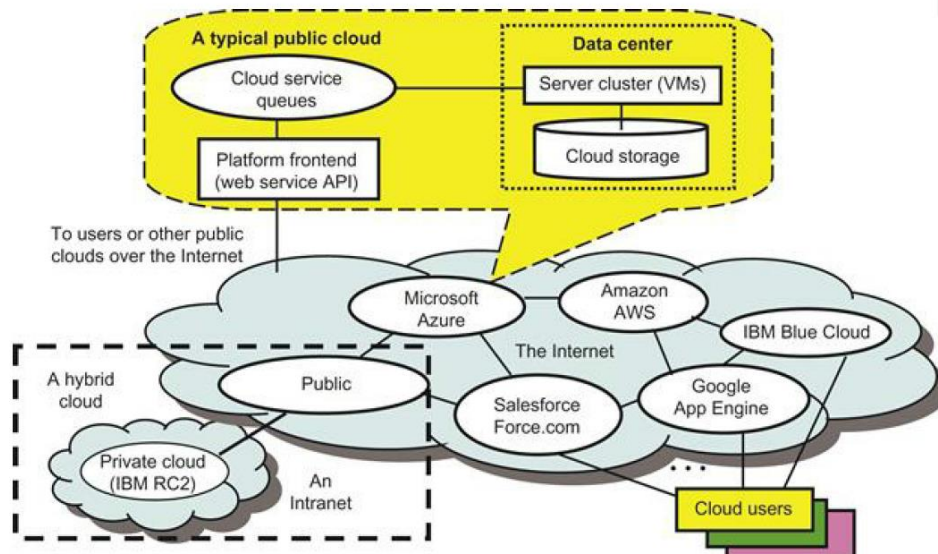 A typical public cloud
Data center
Cloud service
queues
Server cluster (VMs)
Cloud storage
Platform frontend
(web service API)
To users or other public
clouds over the Internet
Microsoft
Azure
Amazon
AWS
IBM Blue Cloud
The Internet
A hybrid
cloud
Public
Salesforce
Force.com
Google
App Engine
Private cloud
(IBM RC2)
An
Intranet
...
Cloud users